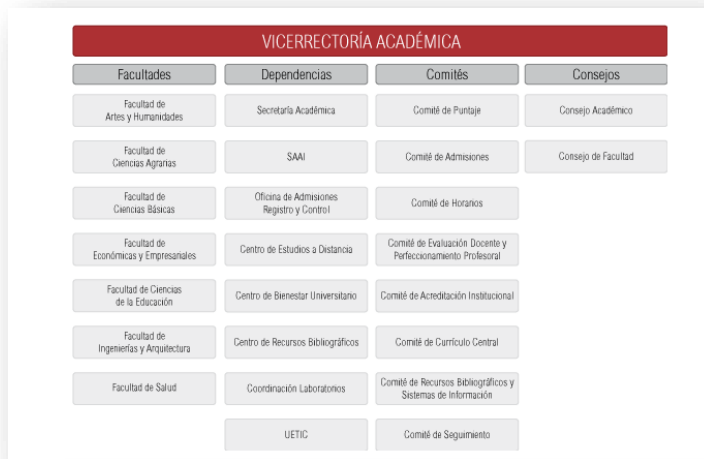 VICERRECTORÍA ACADÉMICA
Facultades
Dependencias
Comités
Consejos
Facultad de
Artes y Humanidades
Secretaría Académica
Comité de Puntaje
Consejo Académico
Facultad de
Ciencias Agrarias
SAAI
Comité de Admisiones
Consejo de Facultad
Facultad de
Ciencias Básicas
Oficina de Admisiones
Registro y Control
Comité de Horarios
Facultad de
Económicas y Empresariales
Centro de Estudios a Distancia
Comité de Evaluación Docente y
Perfeccionamiento Profesoral
Facultad de Ciencias
de la Educación
Centro de Bienestar Universitario
Comité de Acreditación Institucional
Facultad de
Ingenierías y Arquitectura
Centro de Recursos Bibliográficos
Comité de Currículo Central
Facultad de Salud
Coordinación Laboratorios
Comité de Recursos Bibliográficos y
Sistemas de Información
UETIC
Comité de Seguimiento